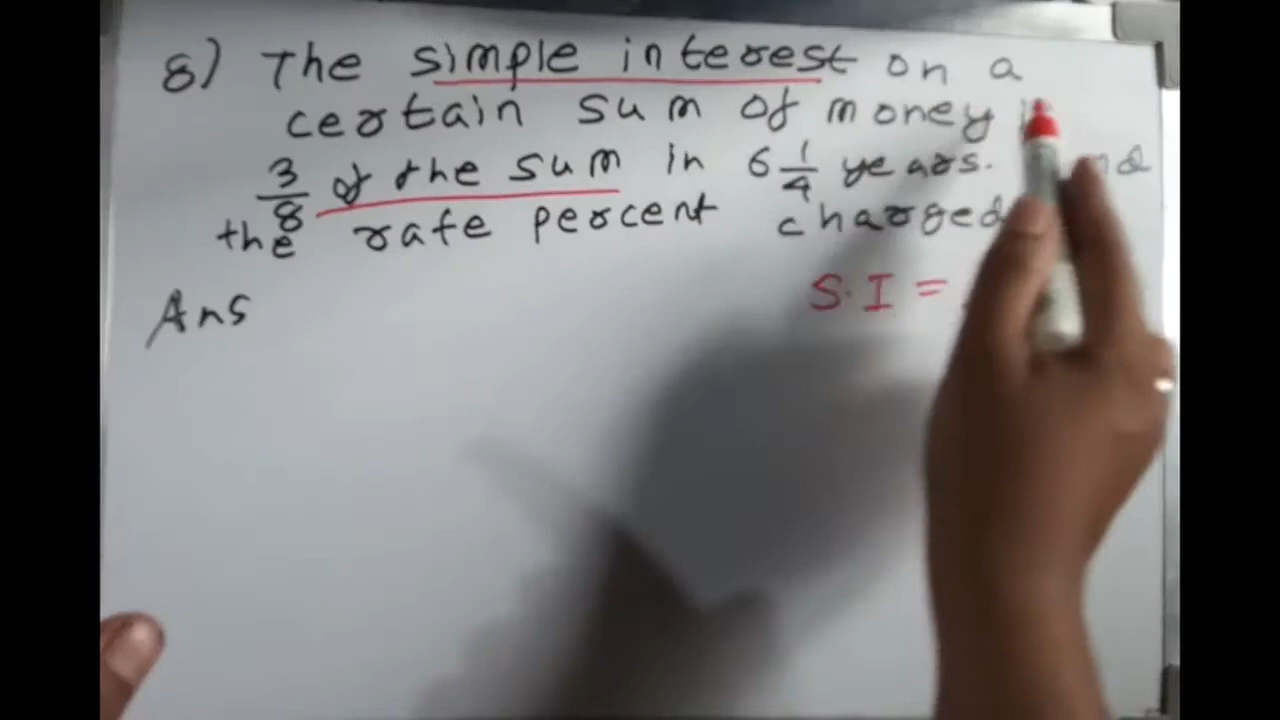 8) The simple interest on a
certain sum of money
3/8 of the sum in 6 1/4 years.
the rate percent charged
Ans
S.I =